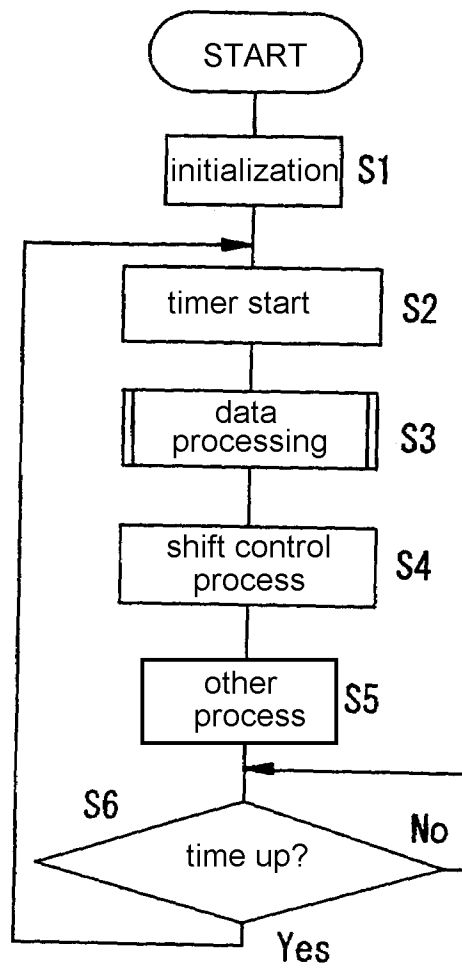 START
initialization S1
timer start S2
data
processing S3
shift control
process S4
other
process S5
S6
time up?
No
Yes